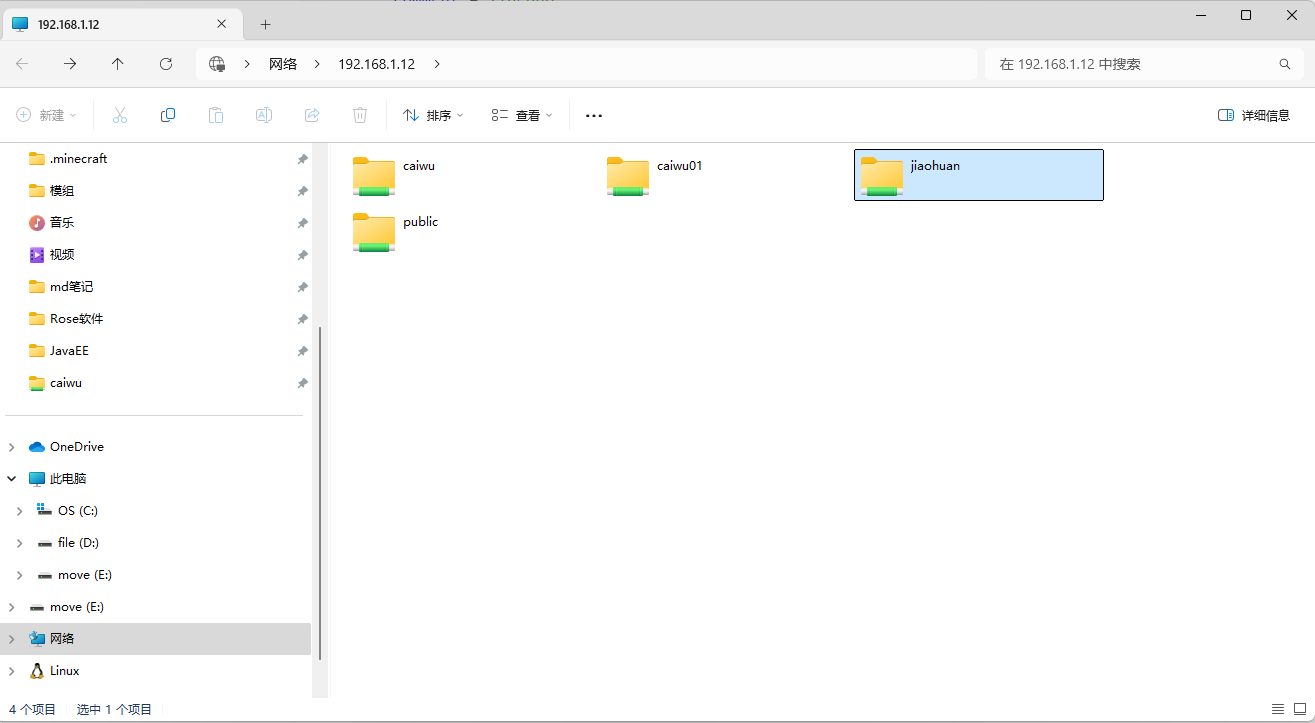 192.168.1.12
网络 192.168.1.12
在 192.168.1.12 中搜索
新建
排序
查看
详细信息
.minecraft
模组
音乐
视频
md笔记
Rose软件
JavaEE
caiwu
OneDrive
此电脑
OS (C:)
file (D:)
move (E:)
move (E:)
网络
Linux
caiwu
caiwu01
jiaohuan
public
4 个项目 选中 1 个项目